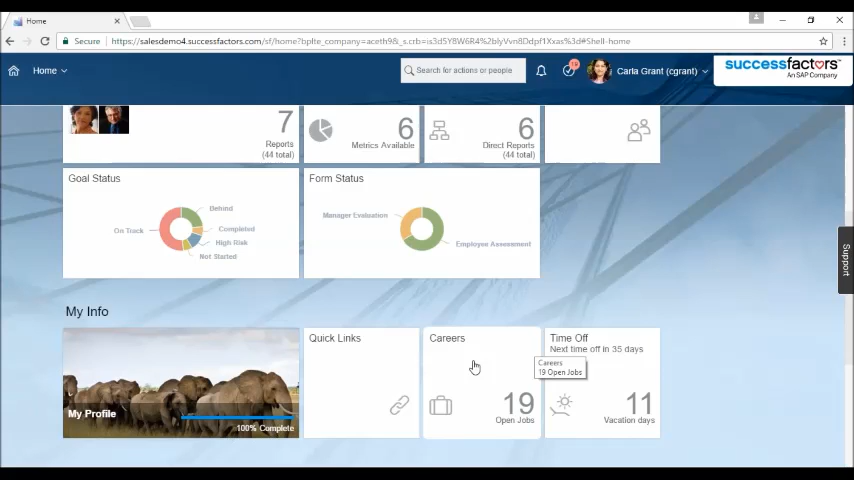 Home
Secure
https://salesdemo4.successfactors.com/sf/home?bplte_company=aceth9&_s.crb=is3d5Y8W6R4%2blyVvn8Ddpf1Xxas%3d#Shell-home
Home
Search for actions or people
19
Carla Grant (cgrant)
successfactors
An SAP Company
7
Reports
(44 total)
6
Metrics Available
6
Direct Reports
(44 total)
Goal Status
Behind
On Track
Completed
High Risk
Not Started
Form Status
Manager Evaluation
Employee Assessment
Support
My Info
My Profile
100% Complete
Quick Links
Careers
19
Open Jobs
Careers
19 Open Jobs
Time Off
Next time off in 35 days
11
Vacation days